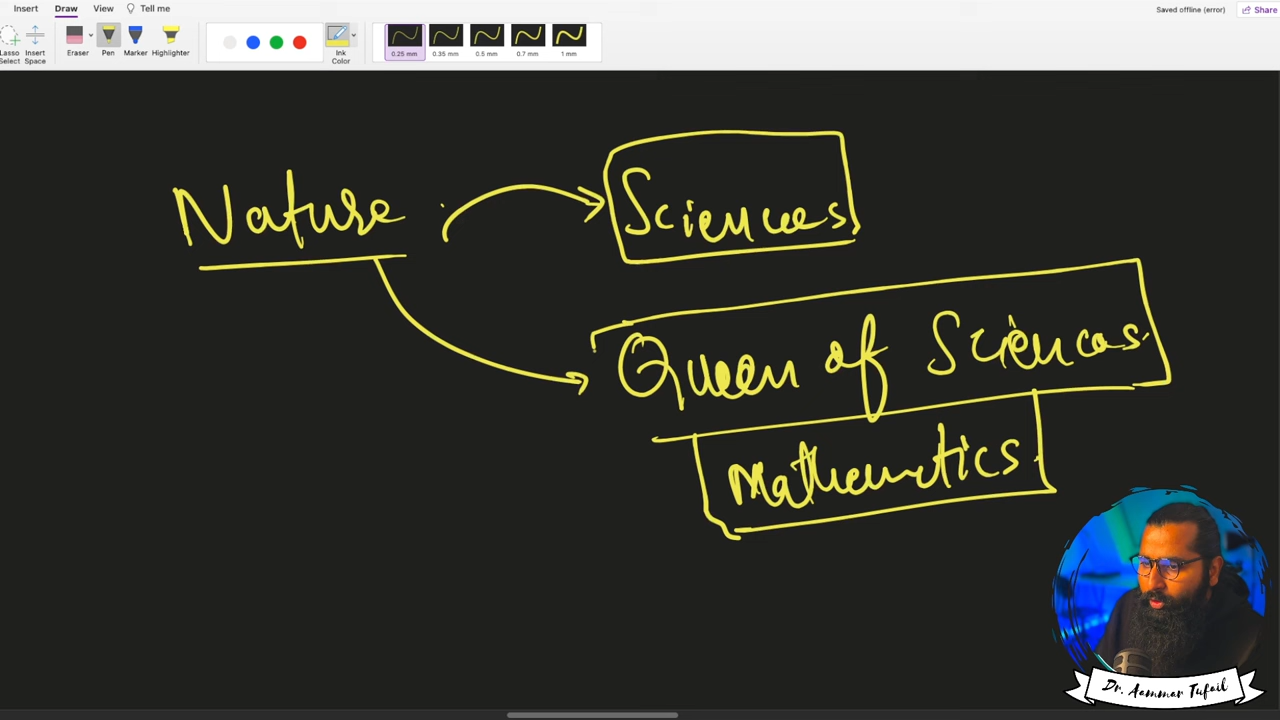 Insert Draw View Tell me
Saved offline (error) Share
Lasso Select
Insert Space
Eraser
Pen
Marker
Highlighter
Ink Color
0.25 mm
0.35 mm
0.5 mm
0.7 mm
1 mm
Nature
Sciences
Queen of Sciences
Mathematics
Dr. Aammar Tufail